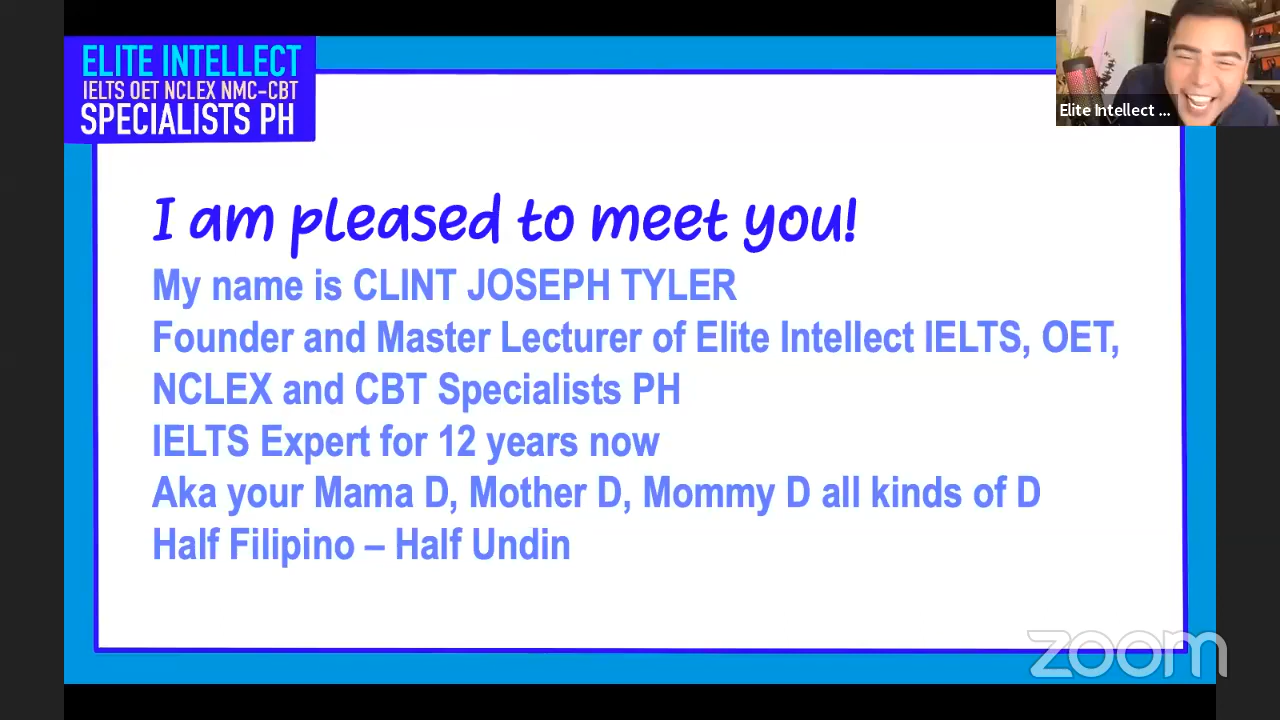 ELITE INTELLECT
IELTS OET NCLEX NMC-CBT
SPECIALISTS PH
Elite Intellect ...
I am pleased to meet you!
My name is CLINT JOSEPH TYLER
Founder and Master Lecturer of Elite Intellect IELTS, OET,
NCLEX and CBT Specialists PH
IELTS Expert for 12 years now
Aka your Mama D, Mother D, Mommy D all kinds of D
Half Filipino – Half Undin
zoom